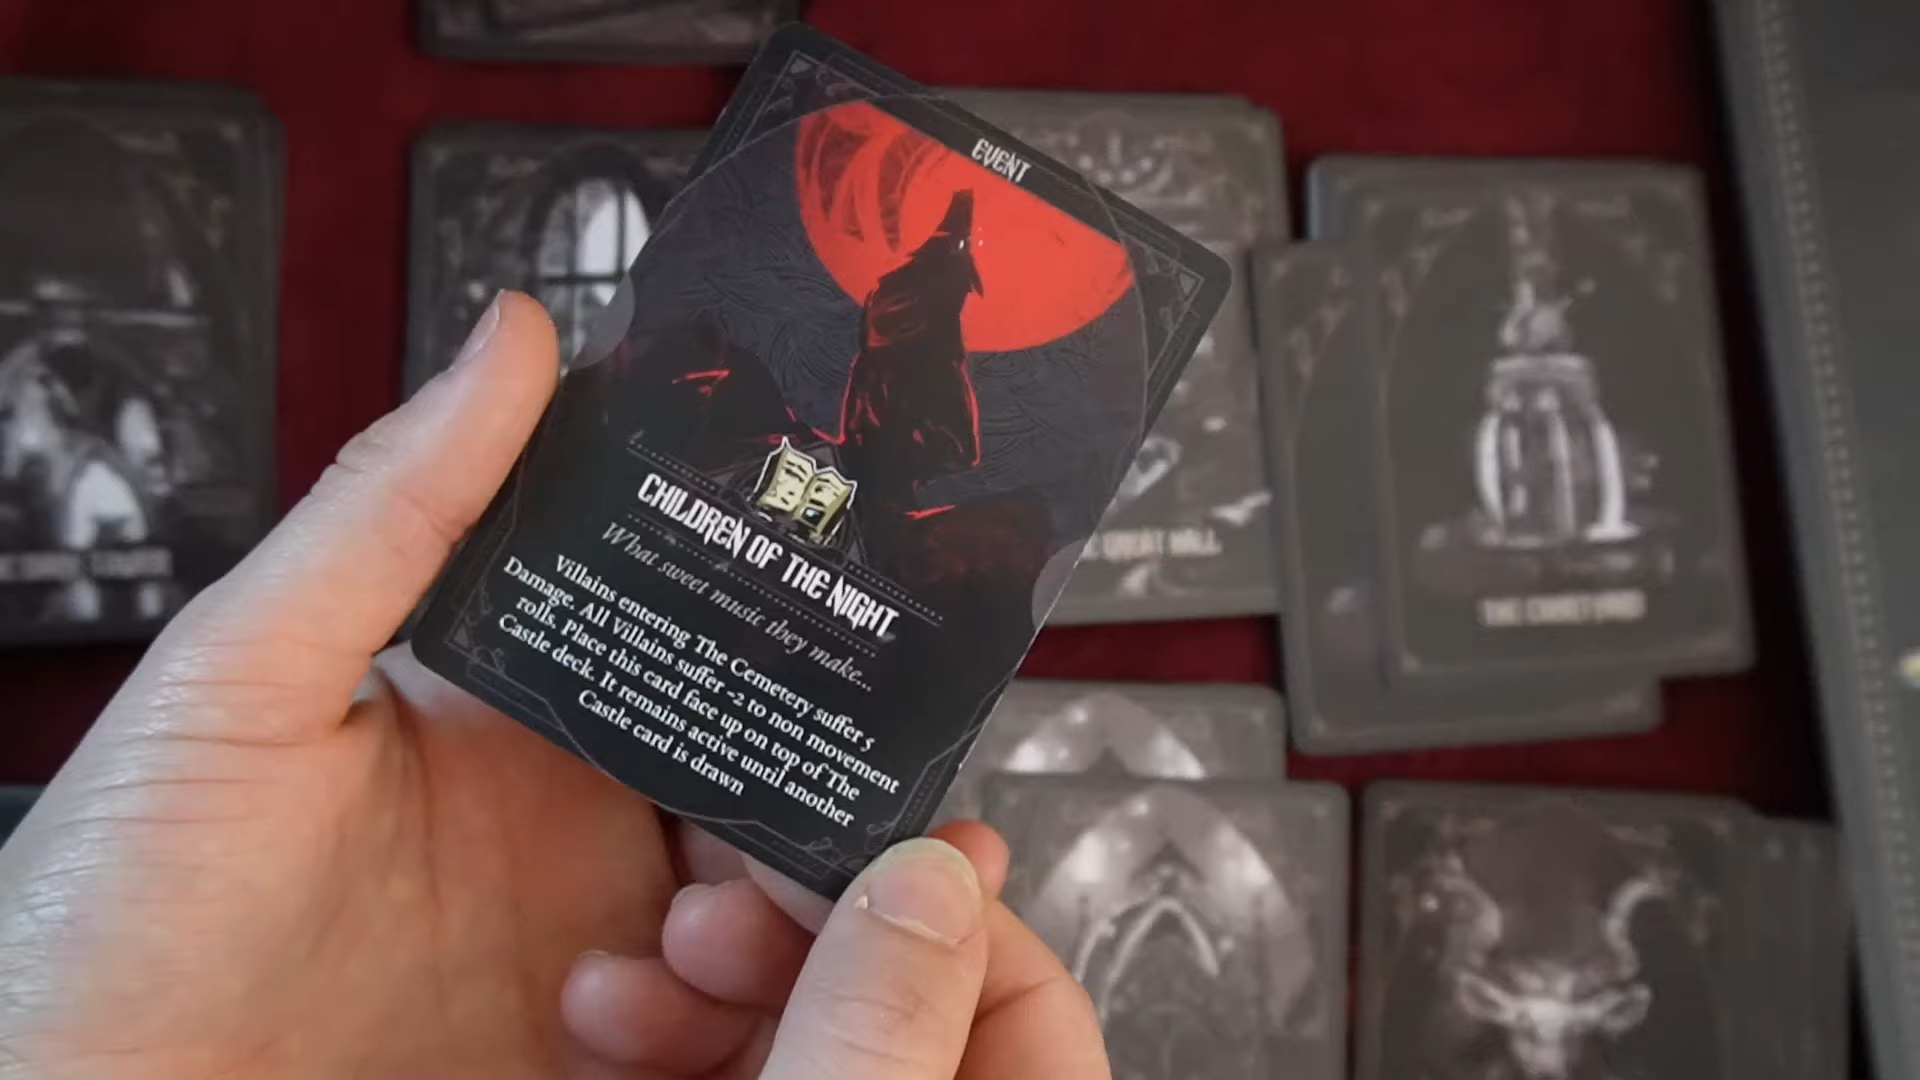 EVENT
CHILDREN OF THE NIGHT
What sweet music they make...
Villains entering The Cemetery suffer 5
Damage. All Villains suffer -2 to non movement
rolls. Place this card face up on top of The
Castle deck. It remains active until another
Castle card is drawn
GREAT HALL